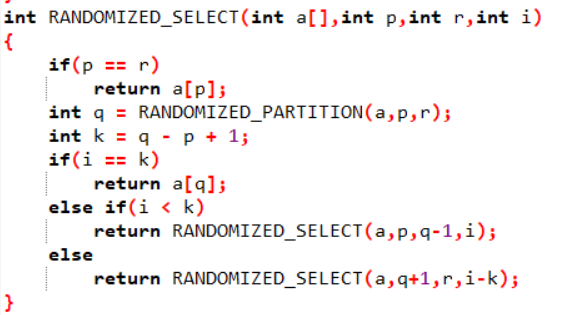 int RANDOMIZED_SELECT(int a[],int p,int r,int i)
{
    if(p == r)
        return a[p];
    int q = RANDOMIZED_PARTITION(a,p,r);
    int k = q - p + 1;
    if(i == k)
        return a[q];
    else if(i < k)
        return RANDOMIZED_SELECT(a,p,q-1,i);
    else
        return RANDOMIZED_SELECT(a,q+1,r,i-k);
}